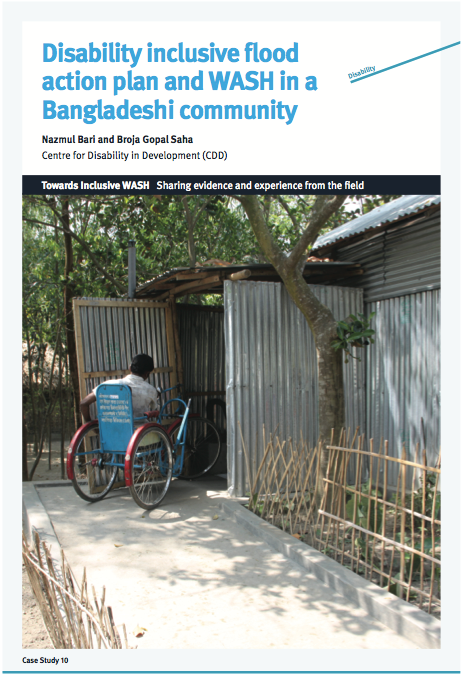 Disability inclusive flood
action plan and WASH in a
Bangladeshi community
Disability
Nazmul Bari and Broja Gopal Saha
Centre for Disability in Development (CDD)
Towards Inclusive WASH Sharing evidence and experience from the field
Case Study 10